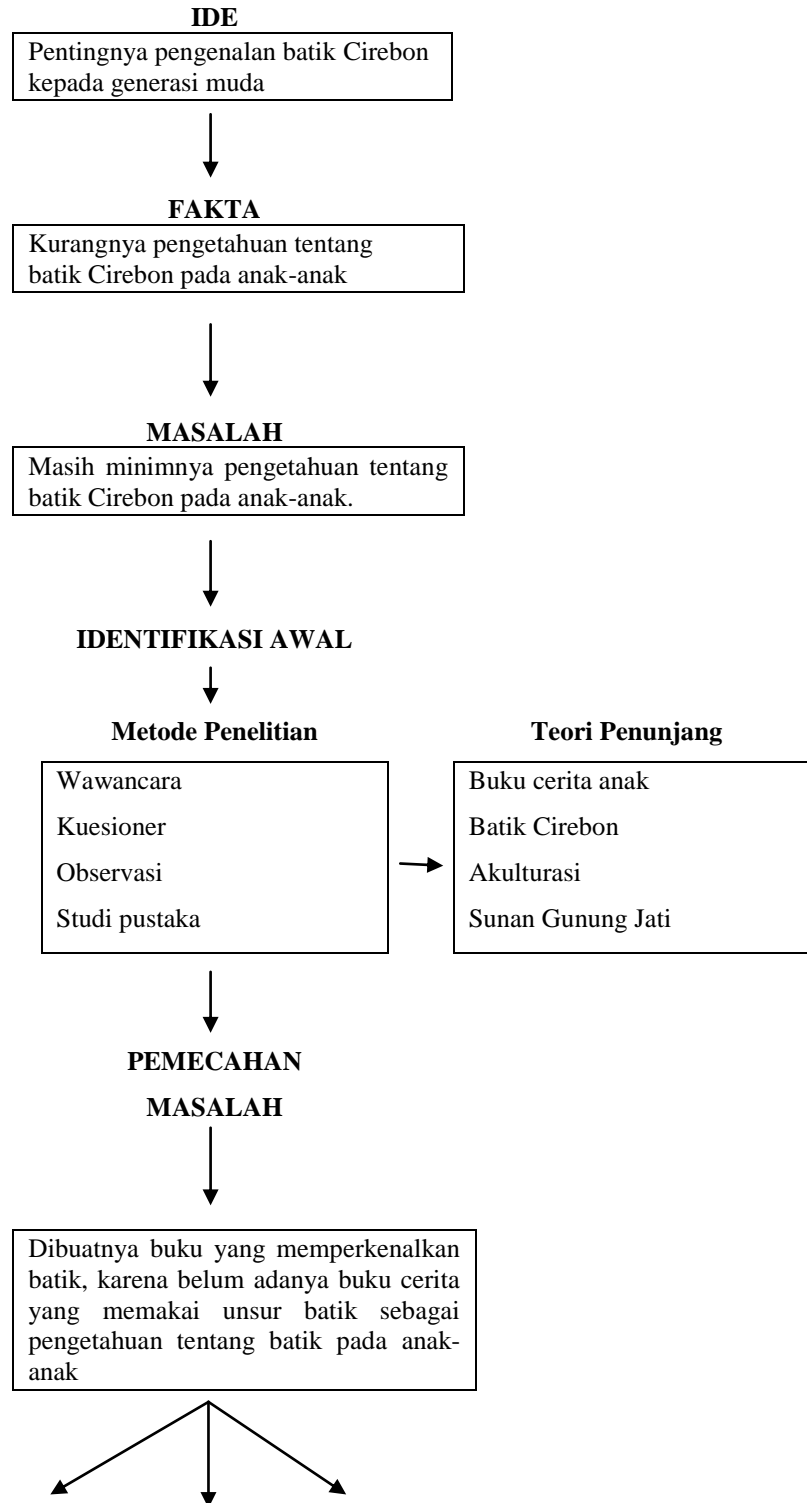 IDE
Pentingnya pengenalan batik Cirebon
kepada generasi muda
FAKTA
Kurangnya pengetahuan tentang
batik Cirebon pada anak-anak
MASALAH
Masih minimnya pengetahuan tentang
batik Cirebon pada anak-anak.
IDENTIFIKASI AWAL
Metode Penelitian
Wawancara
Kuesioner
Observasi
Studi pustaka
Teori Penunjang
Buku cerita anak
Batik Cirebon
Akulturasi
Sunan Gunung Jati
PEMECAHAN
MASALAH
Dibuatnya buku yang memperkenalkan
batik, karena belum adanya buku cerita
yang memakai unsur batik sebagai
pengetahuan tentang batik pada anak-
anak